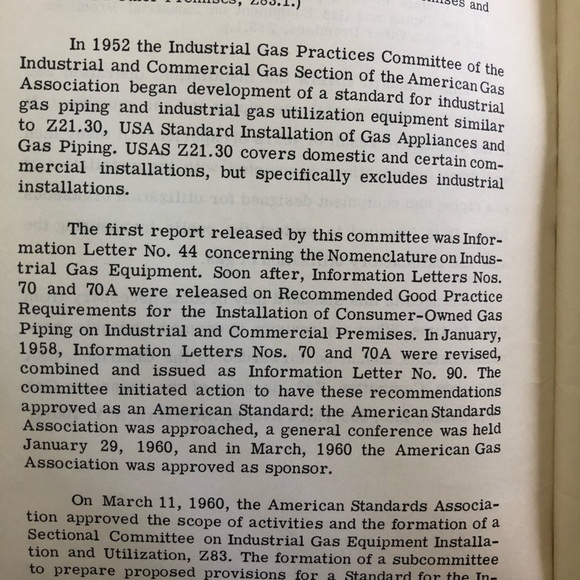 Premises, Z83.1.)
In 1952 the Industrial Gas Practices Committee of the
Industrial and Commercial Gas Section of the American Gas
Association began development of a standard for industrial
gas piping and industrial gas utilization equipment similar
to Z21.30, USA Standard Installation of Gas Appliances and
Gas Piping. USAS Z21.30 covers domestic and certain com-
mercial installations, but specifically excludes industrial
installations.
The first report released by this committee was Infor-
mation Letter No. 44 concerning the Nomenclature on Indus-
trial Gas Equipment. Soon after, Information Letters Nos.
70 and 70A were released on Recommended Good Practice
Requirements for the Installation of Consumer-Owned Gas
Piping on Industrial and Commercial Premises. In January,
1958, Information Letters Nos. 70 and 70A were revised,
combined and issued as Information Letter No. 90. The
committee initiated action to have these recommendations
approved as an American Standard: the American Standards
Association was approached, a general conference was held
January 29, 1960, and in March, 1960 the American Gas
Association was approved as sponsor.
On March 11, 1960, the American Standards Associa-
tion approved the scope of activities and the formation of a
Sectional Committee on Industrial Gas Equipment Installa-
tion and Utilization, Z83. The formation of a subcommittee
to prepare proposed provisions for a Standard for the In-